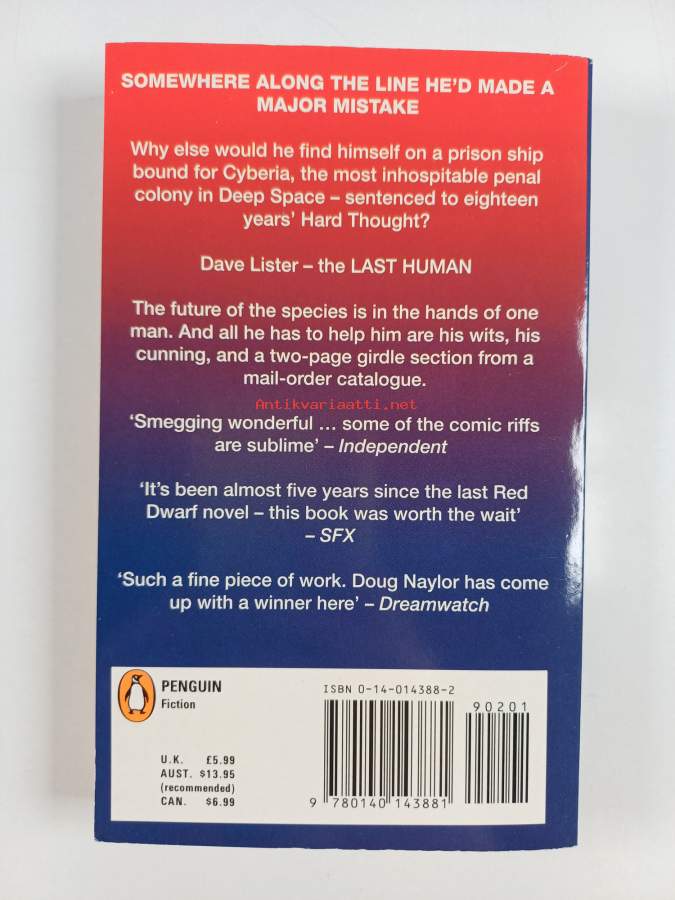 SOMEWHERE ALONG THE LINE HE'D MADE A
MAJOR MISTAKE
Why else would he find himself on a prison ship
bound for Cyberia, the most inhospitable penal
colony in Deep Space – sentenced to eighteen
years' Hard Thought?
Dave Lister – the LAST HUMAN
The future of the species is in the hands of one
man. And all he has to help him are his wits, his
cunning, and a two-page girdle section from a
mail-order catalogue.
Antikvariaatti.net
'Smegging wonderful ... some of the comic riffs
are sublime' – Independent
'It's been almost five years since the last Red
Dwarf novel – this book was worth the wait'
– SFX
'Such a fine piece of work. Doug Naylor has come
up with a winner here' – Dreamwatch
PENGUIN
Fiction
ISBN 0-14-014388-2
90201
U.K. £5.99
AUST. $13.95
(recommended)
CAN. $6.99
9 780140 143881